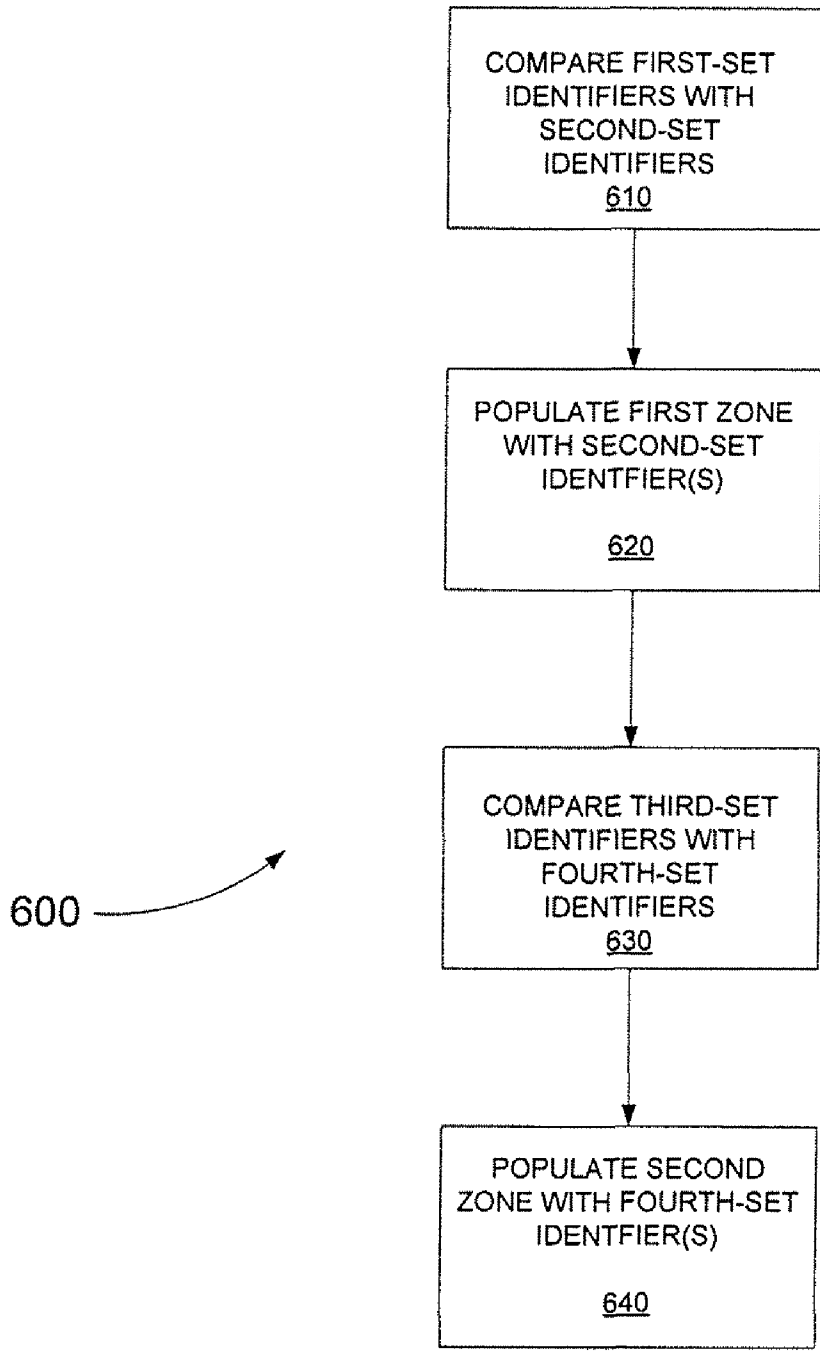 COMPARE FIRST-SET
IDENTIFIERS WITH
SECOND-SET
IDENTIFIERS
610
POPULATE FIRST ZONE
WITH SECOND-SET
IDENTFIER(S)
620
COMPARE THIRD-SET
IDENTIFIERS WITH
FOURTH-SET
IDENTIFIERS
630
600
POPULATE SECOND
ZONE WITH FOURTH-SET
IDENTFIER(S)
640